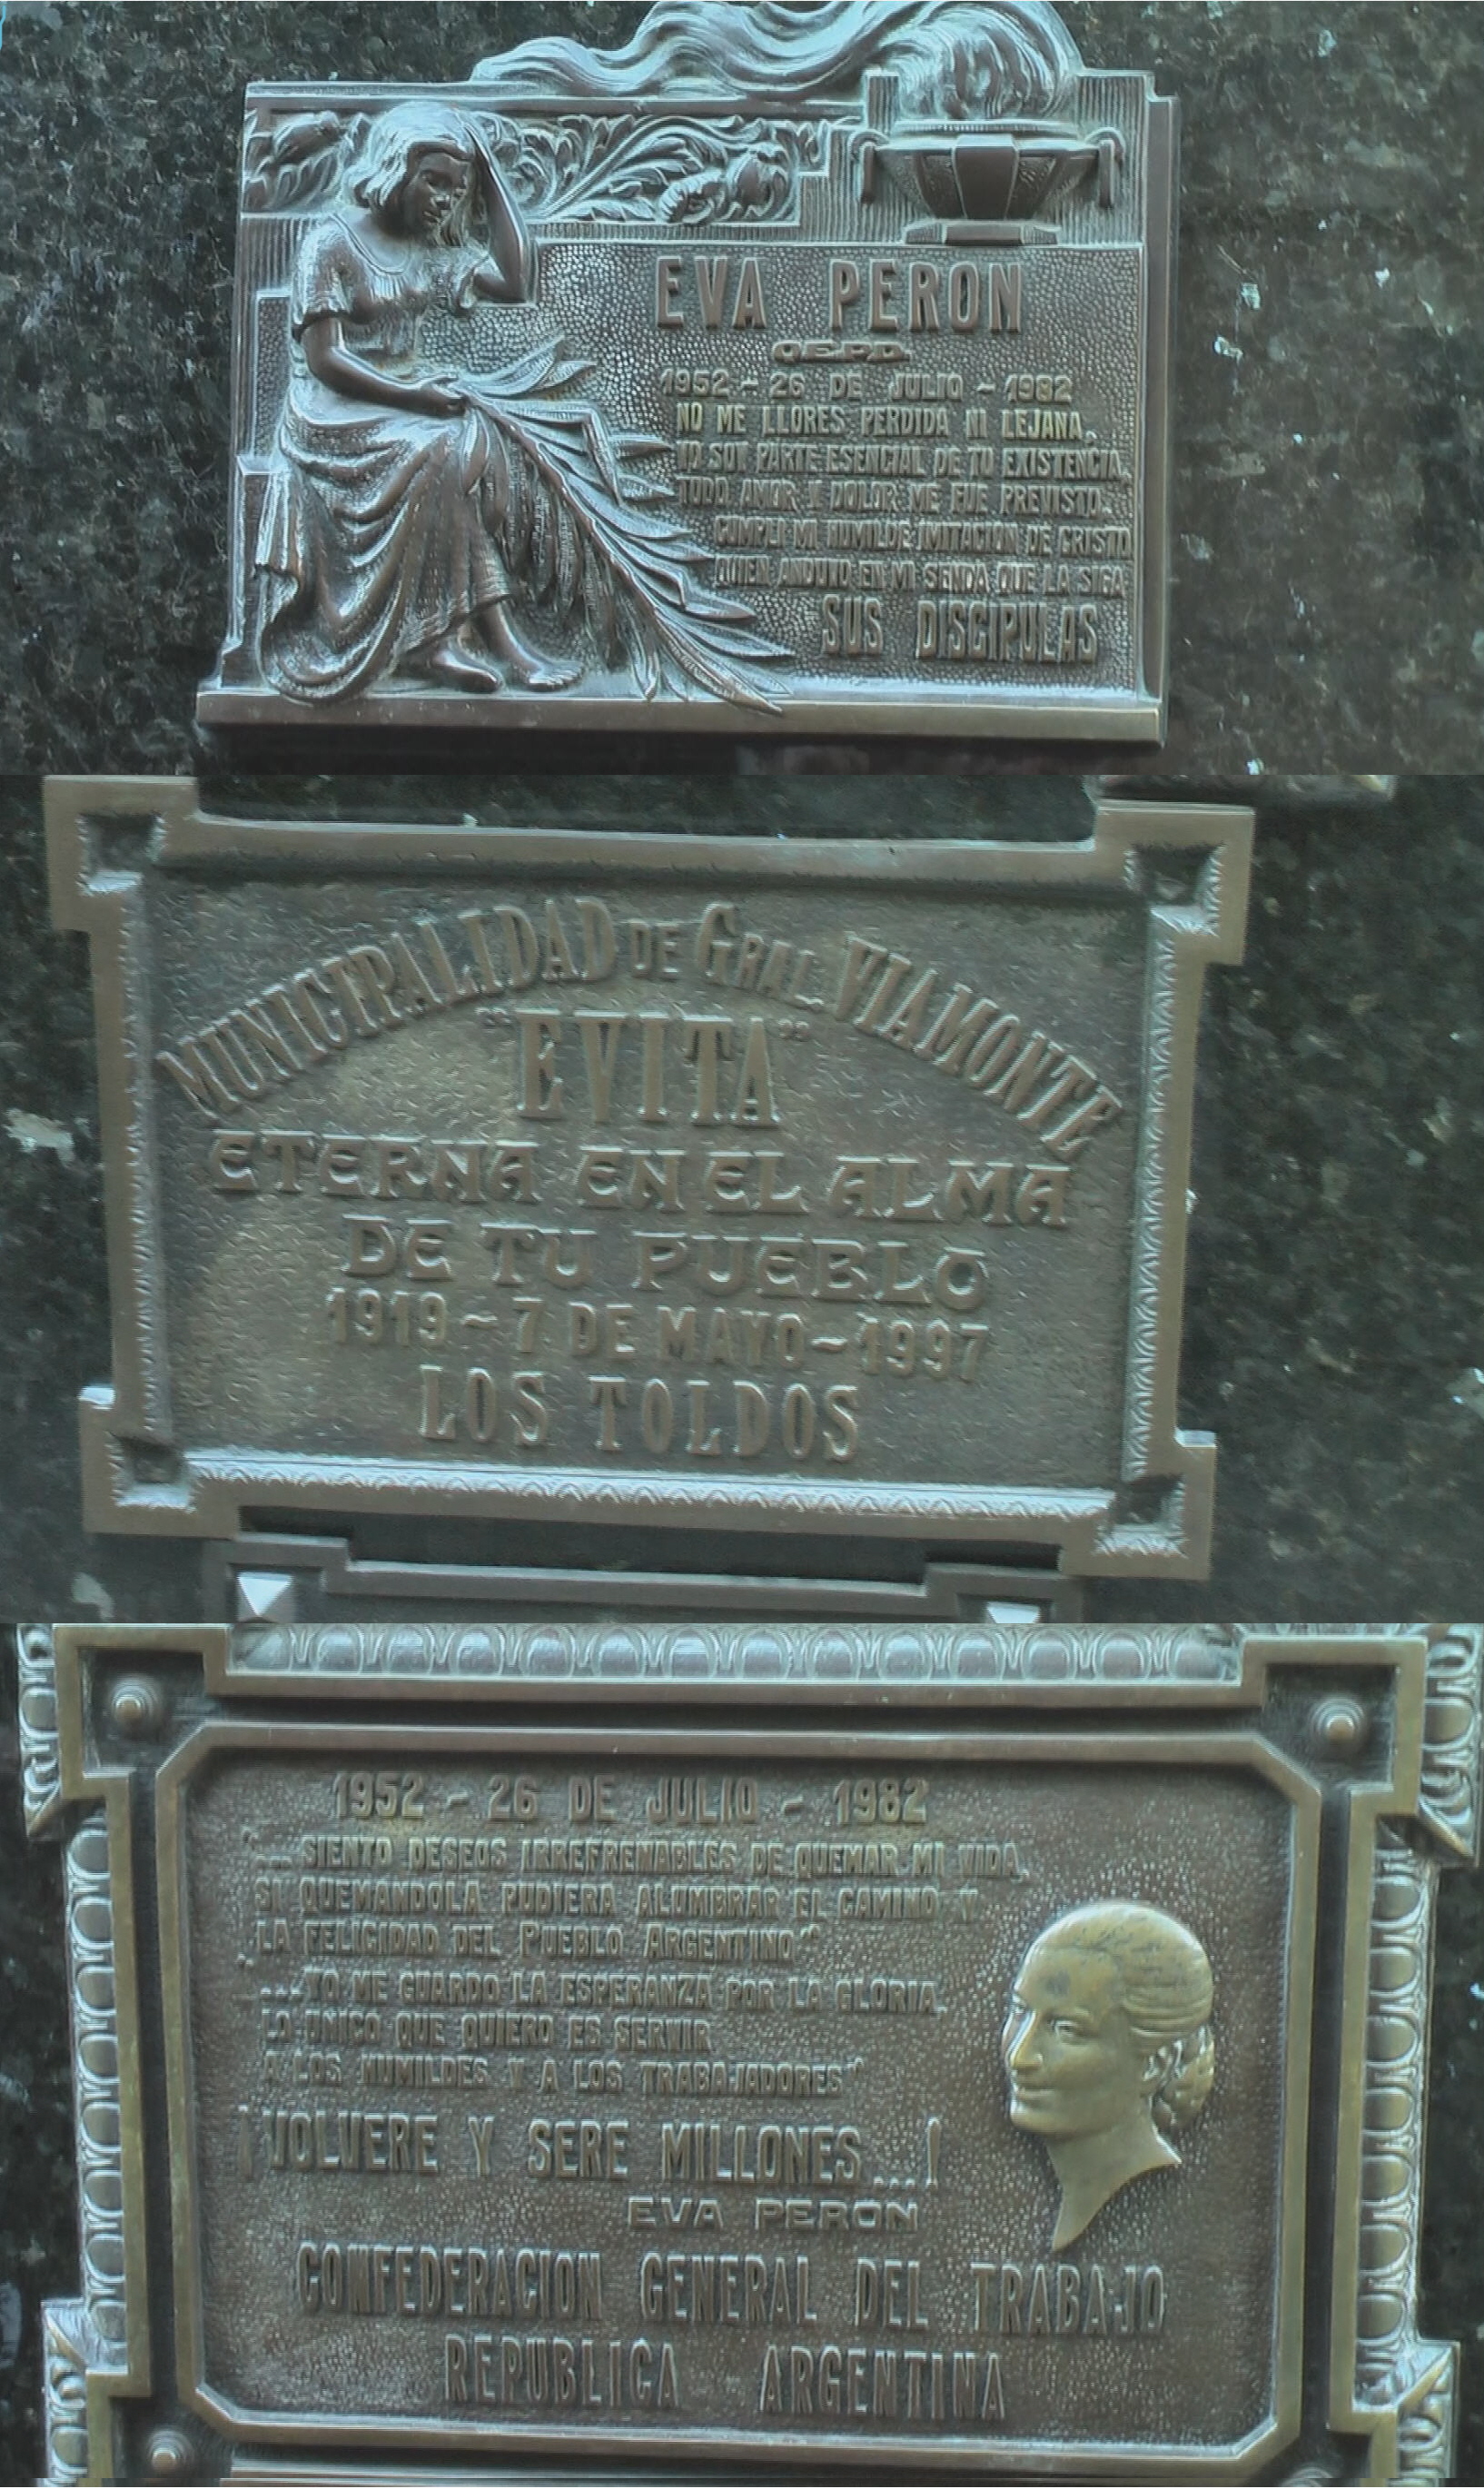 EVA PERON
Q.E.P.D.
1952 - 26 DE JULIO - 1982
NO ME LLORES PERDIDA NI LEJANA,
YO SOY PARTE ESENCIAL DE TU EXISTENCIA,
TODO AMOR Y DOLOR ME FUE PREVISTO.
CUMPLI MI HUMILDE IMITACION DE CRISTO
QUIEN ANDUVO EN MI SENDA QUE LA SIGA
SUS DISCIPULAS
MUNICIPALIDAD DE GRAL VIAMONTE
"EVITA"
ETERNA EN EL ALMA
DE TU PUEBLO
1919 - 7 DE MAYO - 1997
LOS TOLDOS
1952 - 26 DE JULIO - 1982
"... SIENTO DESEOS IRREFRENABLES DE QUEMAR MI VIDA,
SI QUEMANDOLA PUDIERA ALUMBRAR EL CAMINO Y
LA FELICIDAD DEL PUEBLO ARGENTINO"
"... YO ME GUARDO LA ESPERANZA POR LA GLORIA,
LO UNICO QUE QUIERO ES SERVIR
A LOS HUMILDES Y A LOS TRABAJADORES"
¡VOLVERE Y SERE MILLONES...!
EVA PERON
CONFEDERACION GENERAL DEL TRABAJO
REPUBLICA ARGENTINA